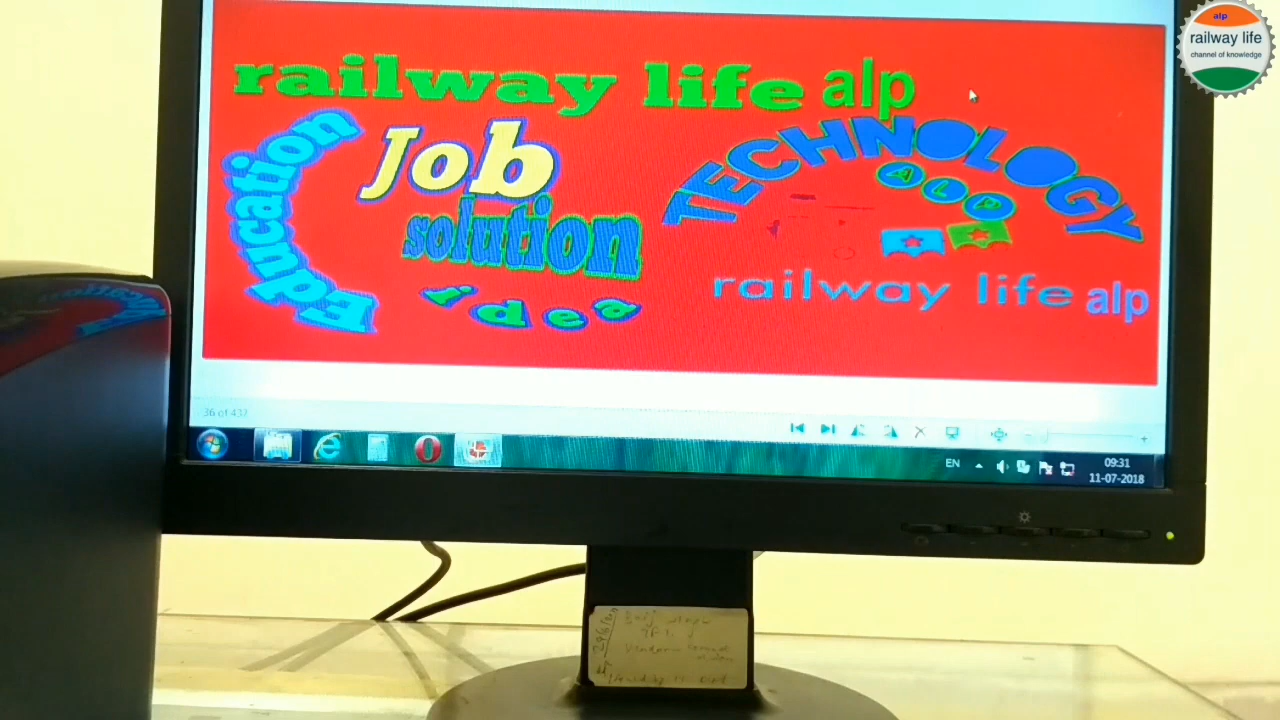 alp
railway life
channel of knowledge
railway life alp
Education
Job
solution
idea
TECHNOLOGY
ALP
railway life alp
36 of 437
EN
09:31
11-07-2018